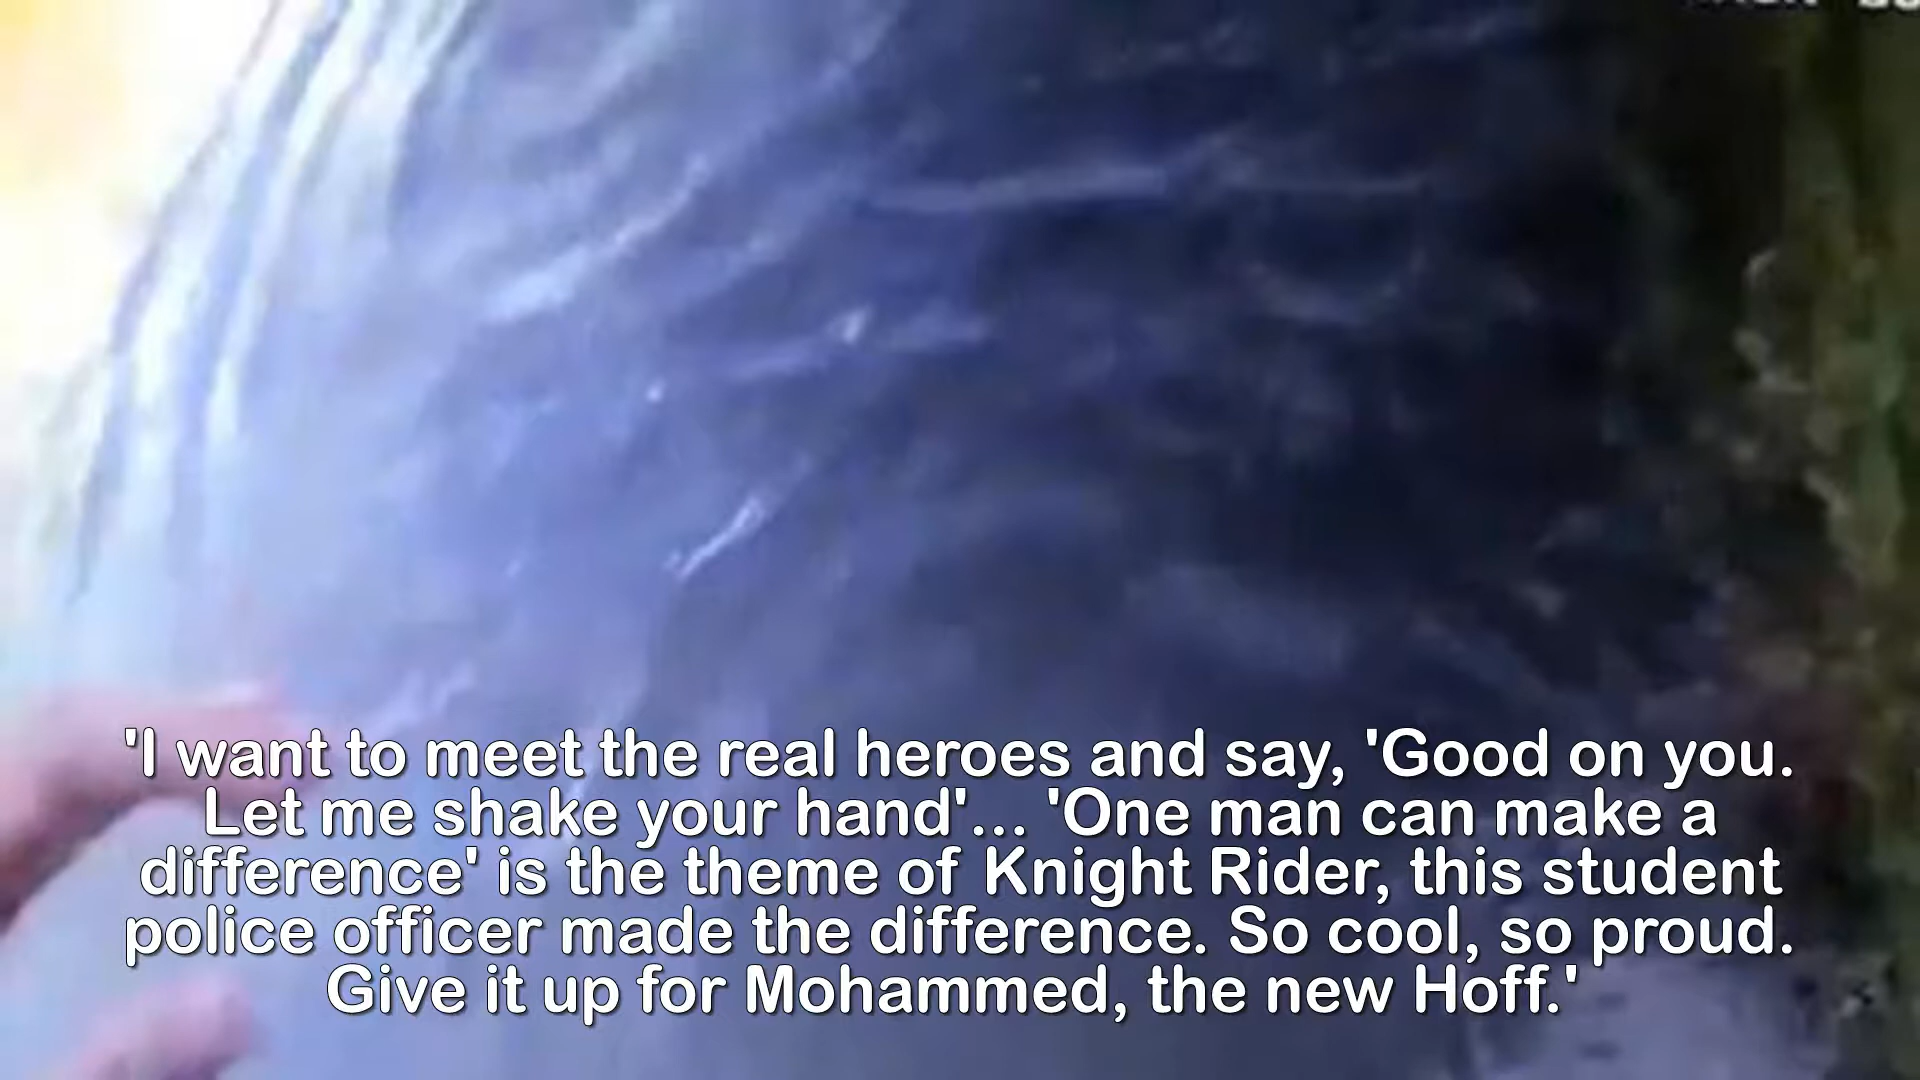 'I want to meet the real heroes and say, 'Good on you.
Let me shake your hand'... 'One man can make a
difference' is the theme of Knight Rider, this student
police officer made the difference. So cool, so proud.
Give it up for Mohammed, the new Hoff.'